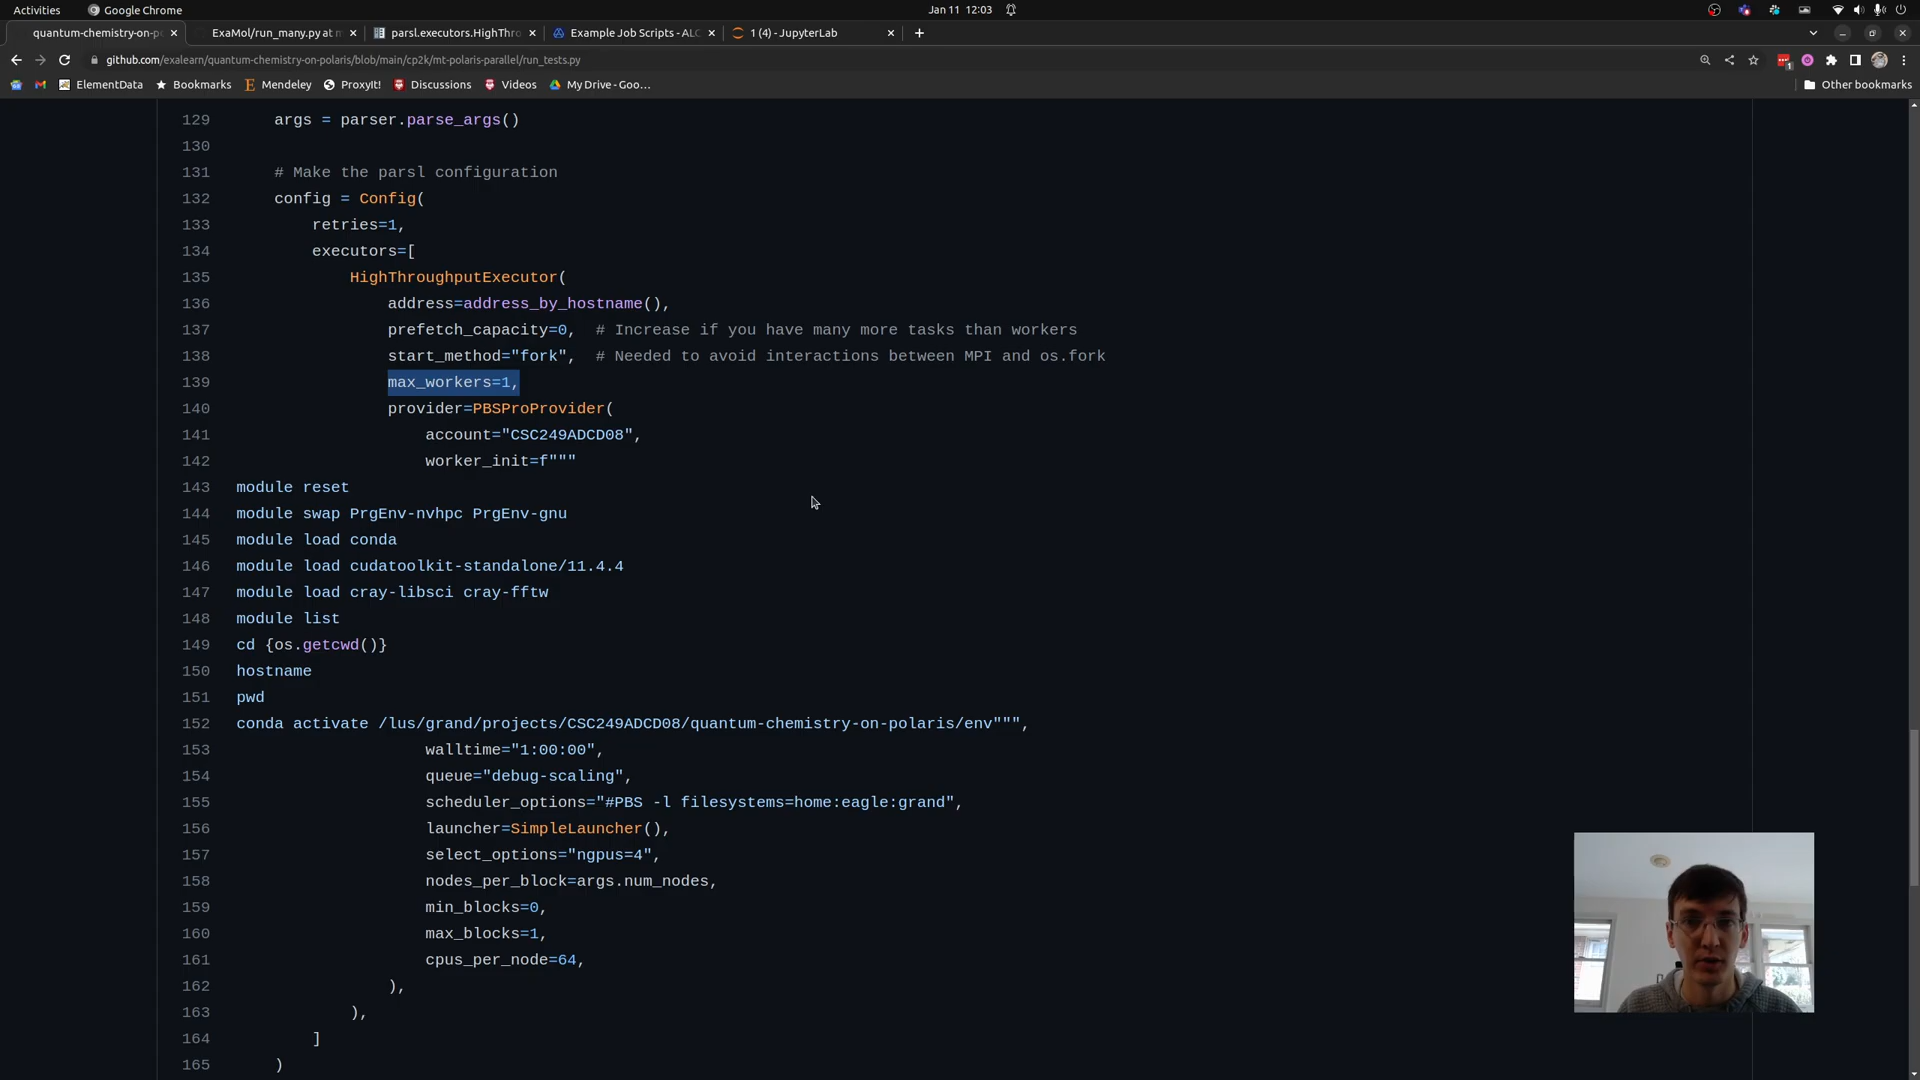 Activities
Google Chrome
Jan 11 12:03
quantum-chemistry-on-p
ExaMol/run_many.py at m
parsl.executors.HighThro
Example Job Scripts - ALC
1 (4) - JupyterLab
github.com/exalearn/quantum-chemistry-on-polaris/blob/main/cp2k/mt-polaris-parallel/run_tests.py
ElementData
Bookmarks
Mendeley
ProxyIt!
Discussions
Videos
My Drive - Goo...
Other bookmarks
129 args = parser.parse_args()
130
131 # Make the parsl configuration
132 config = Config(
133 retries=1,
134 executors=[
135 HighThroughputExecutor(
136 address=address_by_hostname(),
137 prefetch_capacity=0,  # Increase if you have many more tasks than workers
138 start_method="fork",  # Needed to avoid interactions between MPI and os.fork
139 max_workers=1,
140 provider=PBSProProvider(
141 account="CSC249ADCD08",
142 worker_init=f"""
143 module reset
144 module swap PrgEnv-nvhpc PrgEnv-gnu
145 module load conda
146 module load cudatoolkit-standalone/11.4.4
147 module load cray-libsci cray-fftw
148 module list
149 cd {os.getcwd()}
150 hostname
151 pwd
152 conda activate /lus/grand/projects/CSC249ADCD08/quantum-chemistry-on-polaris/env""",
153 walltime="1:00:00",
154 queue="debug-scaling",
155 scheduler_options="#PBS -l filesystems=home:eagle:grand",
156 launcher=SimpleLauncher(),
157 select_options="ngpus=4",
158 nodes_per_block=args.num_nodes,
159 min_blocks=0,
160 max_blocks=1,
161 cpus_per_node=64,
162 ),
163 ),
164 ]
165 )